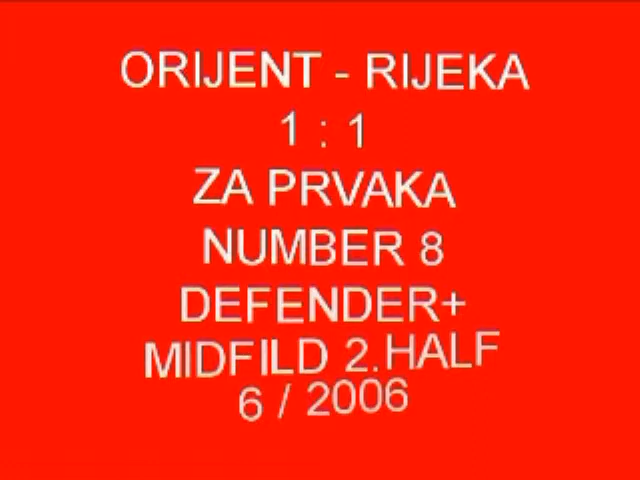 ORIJENT - RIJEKA
1 : 1
ZA PRVAKA
NUMBER 8
DEFENDER+
MIDFILD 2.HALF
6 / 2006